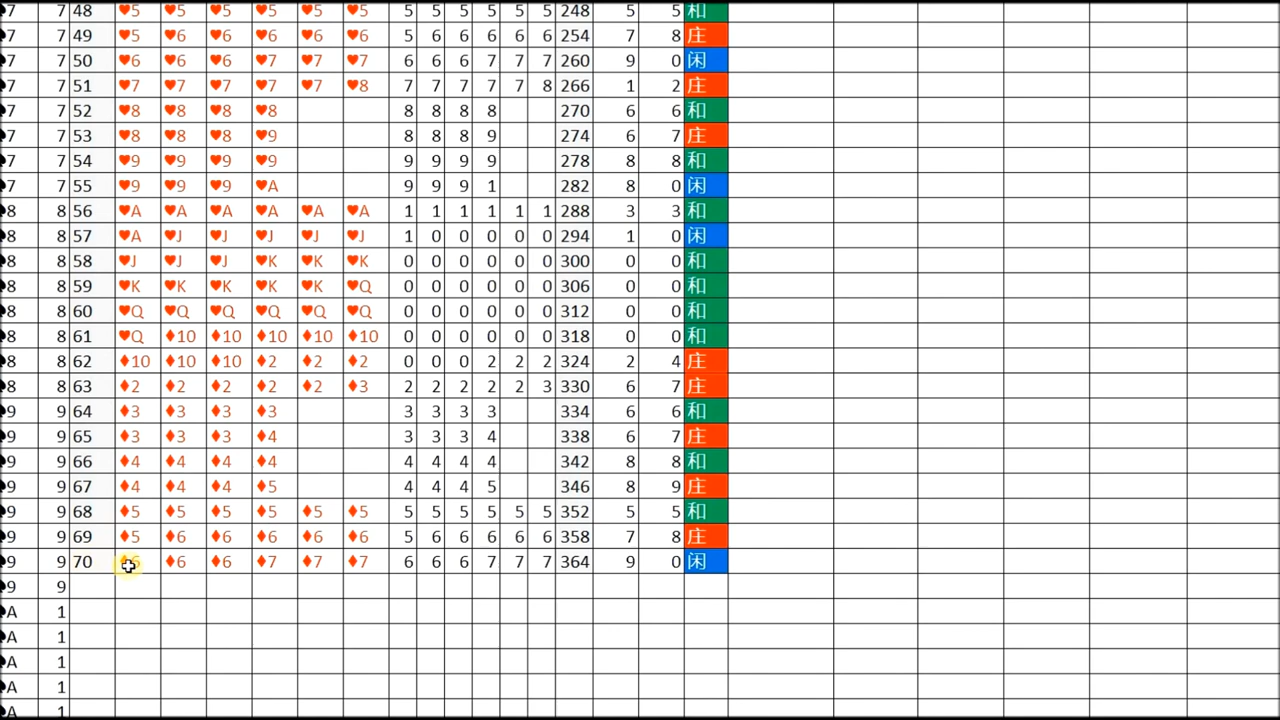 7 7 48 ♥5 ♥5 ♥5 ♥5 ♥5 ♥5 5 5 5 5 5 5 248 5 5 和
7 7 49 ♥5 ♥6 ♥6 ♥6 ♥6 ♥6 5 6 6 6 6 6 254 7 8 庄
7 7 50 ♥6 ♥6 ♥6 ♥7 ♥7 ♥7 6 6 6 7 7 7 260 9 0 闲
7 7 51 ♥7 ♥7 ♥7 ♥7 ♥7 ♥8 7 7 7 7 7 8 266 1 2 庄
7 7 52 ♥8 ♥8 ♥8 ♥8 8 8 8 8 270 6 6 和
7 7 53 ♥8 ♥8 ♥8 ♥9 8 8 8 9 274 6 7 庄
7 7 54 ♥9 ♥9 ♥9 ♥9 9 9 9 9 278 8 8 和
7 7 55 ♥9 ♥9 ♥9 ♥A 9 9 9 1 282 8 0 闲
♠8 8 56 ♥A ♥A ♥A ♥A ♥A ♥A 1 1 1 1 1 1 288 3 3 和
♠8 8 57 ♥A ♥J ♥J ♥J ♥J ♥J 1 0 0 0 0 0 294 1 0 闲
♠8 8 58 ♥J ♥J ♥J ♥K ♥K ♥K 0 0 0 0 0 0 300 0 0 和
♠8 8 59 ♥K ♥K ♥K ♥K ♥K ♥Q 0 0 0 0 0 0 306 0 0 和
♠8 8 60 ♥Q ♥Q ♥Q ♥Q ♥Q ♥Q 0 0 0 0 0 0 312 0 0 和
♠8 8 61 ♥Q ♦10 ♦10 ♦10 ♦10 ♦10 0 0 0 0 0 0 318 0 0 和
♠8 8 62 ♦10 ♦10 ♦10 ♦2 ♦2 ♦2 0 0 0 2 2 2 324 2 4 庄
♠8 8 63 ♦2 ♦2 ♦2 ♦2 ♦2 ♦3 2 2 2 2 2 3 330 6 7 庄
♠9 9 64 ♦3 ♦3 ♦3 ♦3 3 3 3 3 334 6 6 和
♠9 9 65 ♦3 ♦3 ♦3 ♦4 3 3 3 4 338 6 7 庄
♠9 9 66 ♦4 ♦4 ♦4 ♦4 4 4 4 4 342 8 8 和
♠9 9 67 ♦4 ♦4 ♦4 ♦5 4 4 4 5 346 8 9 庄
♠9 9 68 ♦5 ♦5 ♦5 ♦5 ♦5 ♦5 5 5 5 5 5 5 352 5 5 和
♠9 9 69 ♦5 ♦6 ♦6 ♦6 ♦6 ♦6 5 6 6 6 6 6 358 7 8 庄
♠9 9 70 ♦6 ♦6 ♦6 ♦7 ♦7 ♦7 6 6 6 7 7 7 364 9 0 闲
♠9 9
♠A 1
♠A 1
♠A 1
♠A 1
♠A 1